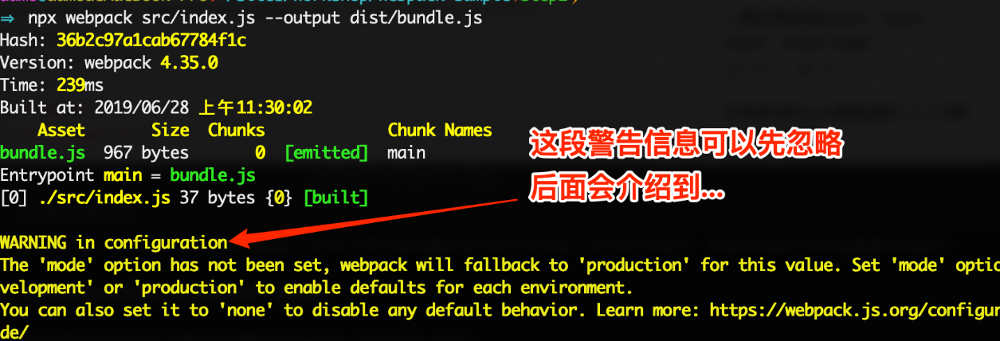 ⇒ npx webpack src/index.js --output dist/bundle.js
Hash: 36b2c97a1cab67784f1c
Version: webpack 4.35.0
Time: 239ms
Built at: 2019/06/28 上午11:30:02
Asset Size Chunks Chunk Names
bundle.js 967 bytes 0 [emitted] main
Entrypoint main = bundle.js
[0] ./src/index.js 37 bytes {0} [built]
这段警告信息可以先忽略
后面会介绍到...
WARNING in configuration
The 'mode' option has not been set, webpack will fallback to 'production' for this value. Set 'mode' optio
velopment' or 'production' to enable defaults for each environment.
You can also set it to 'none' to disable any default behavior. Learn more: https://webpack.js.org/configur
de/